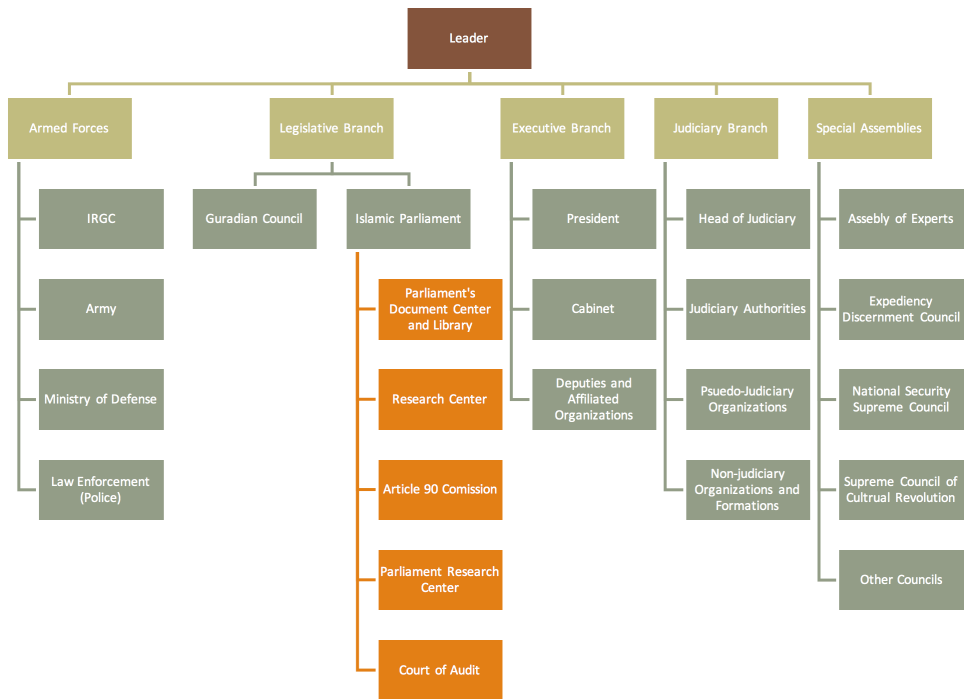 Leader
Armed Forces
Legislative Branch
Executive Branch
Judiciary Branch
Special Assemblies
IRGC
Army
Ministry of Defense
Law Enforcement
(Police)
Guradian Council
Islamic Parliament
Parliament's
Document Center
and Library
Research Center
Article 90 Comission
Parliament Research
Center
Court of Audit
President
Cabinet
Deputies and
Affiliated
Organizations
Head of Judiciary
Judiciary Authorities
Psuedo-Judiciary
Organizations
Non-judiciary
Organizations and
Formations
Assebly of Experts
Expediency
Discernment Council
National Security
Supreme Council
Supreme Council of
Cultrual Revolution
Other Councils